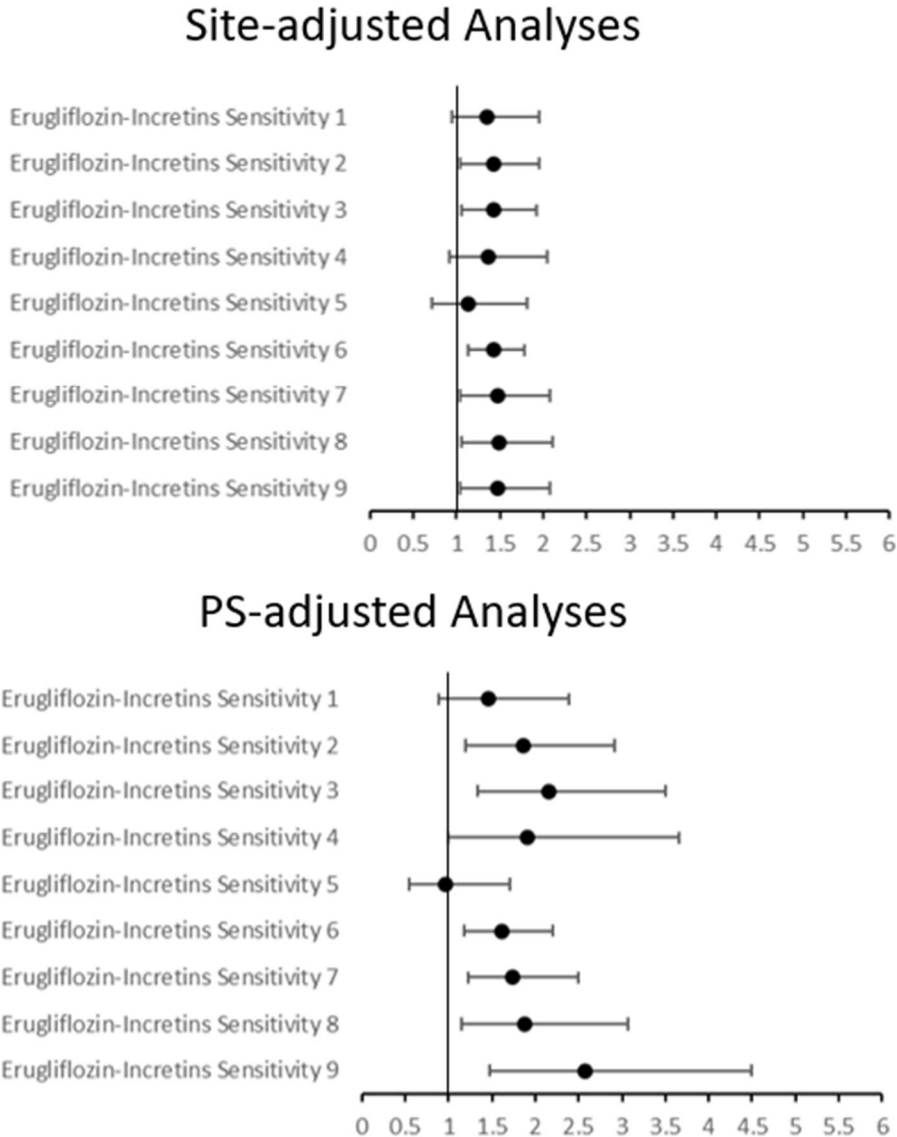 Site-adjusted Analyses
Erugliflozin-Incretins Sensitivity 1
Erugliflozin-Incretins Sensitivity 2
Erugliflozin-Incretins Sensitivity 3
Erugliflozin-Incretins Sensitivity 4
Erugliflozin-Incretins Sensitivity 5
Erugliflozin-Incretins Sensitivity 6
Erugliflozin-Incretins Sensitivity 7
Erugliflozin-Incretins Sensitivity 8
Erugliflozin-Incretins Sensitivity 9
0 0.5 1 1.5 2 2.5 3 3.5 4 4.5 5 5.5 6
PS-adjusted Analyses
Erugliflozin-Incretins Sensitivity 1
Erugliflozin-Incretins Sensitivity 2
Erugliflozin-Incretins Sensitivity 3
Erugliflozin-Incretins Sensitivity 4
Erugliflozin-Incretins Sensitivity 5
Erugliflozin-Incretins Sensitivity 6
Erugliflozin-Incretins Sensitivity 7
Erugliflozin-Incretins Sensitivity 8
Erugliflozin-Incretins Sensitivity 9
0 0.5 1 1.5 2 2.5 3 3.5 4 4.5 5 5.5 6